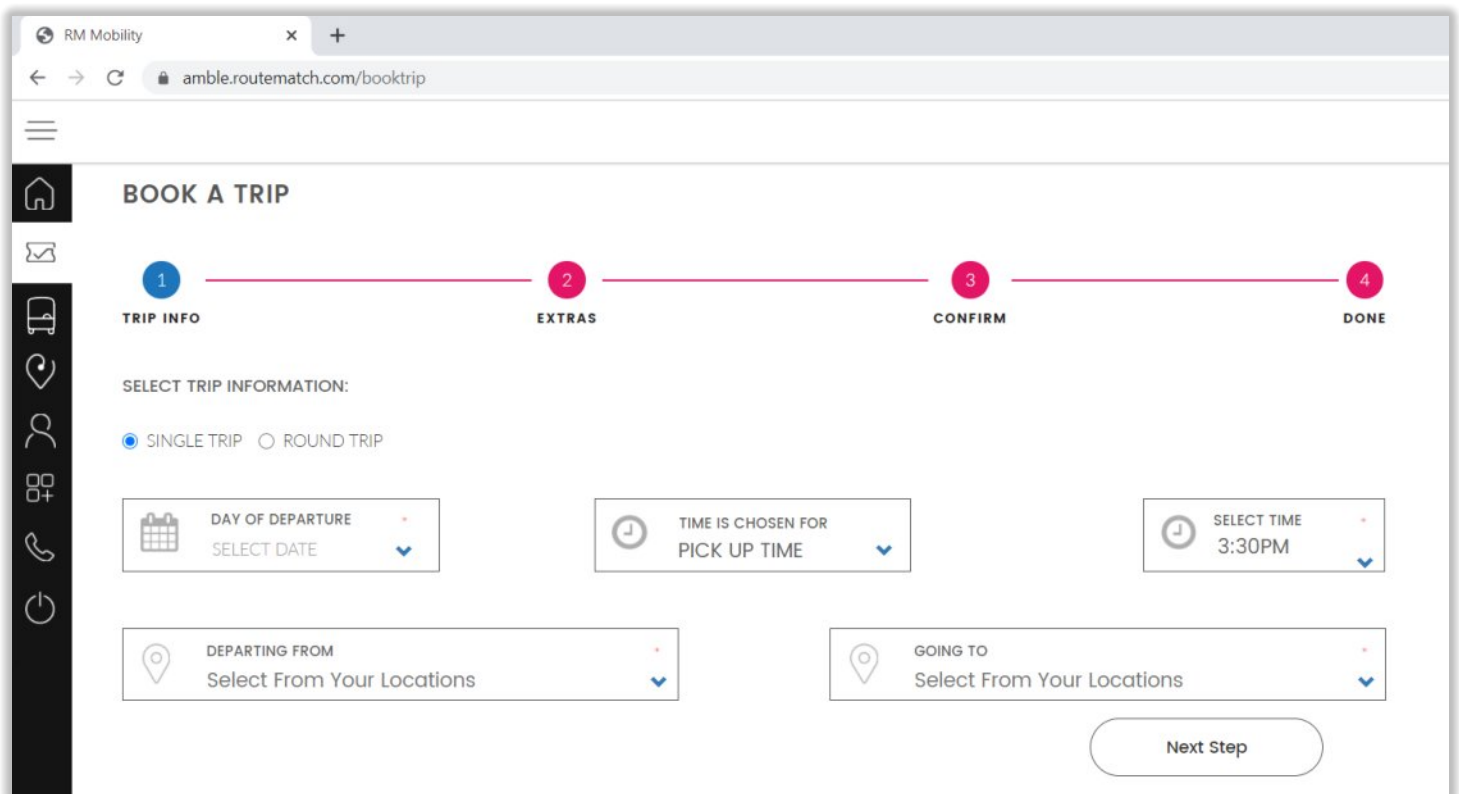 RM Mobility
amble.routematch.com/booktrip
BOOK A TRIP
1 2 3 4
TRIP INFO EXTRAS CONFIRM DONE
SELECT TRIP INFORMATION:
SINGLE TRIP ROUND TRIP
DAY OF DEPARTURE * TIME IS CHOSEN FOR SELECT TIME *
SELECT DATE PICK UP TIME 3:30PM
DEPARTING FROM * GOING TO *
Select From Your Locations Select From Your Locations
Next Step